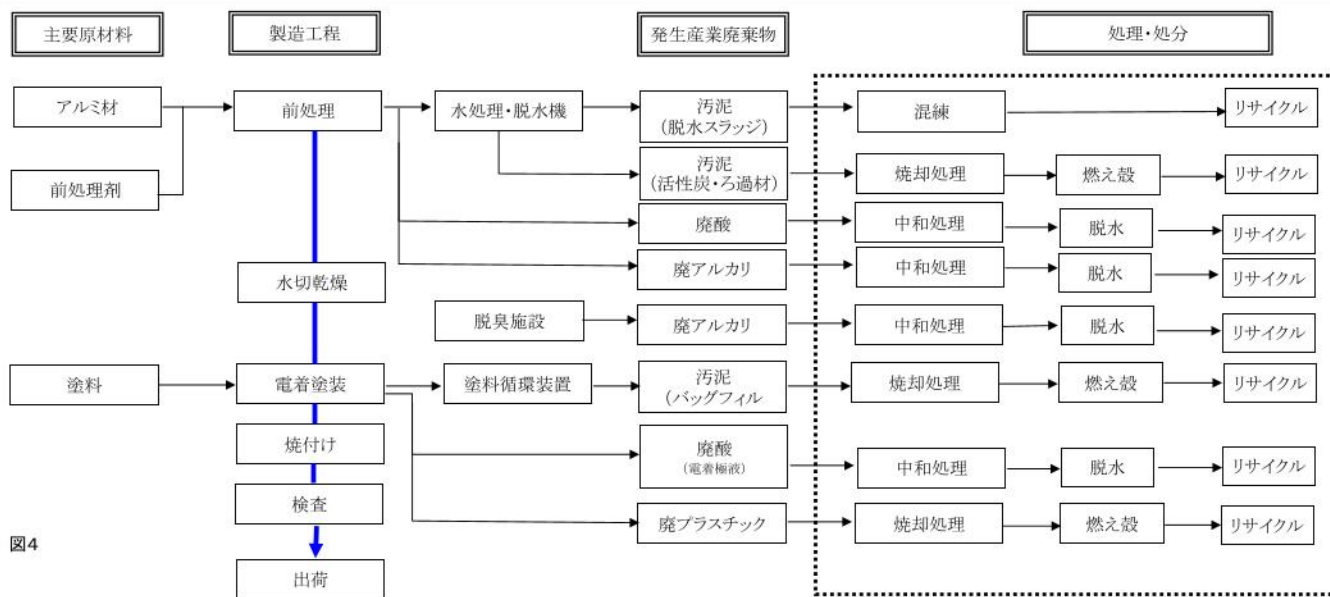 主要原材料
製造工程
発生産業廃棄物
処理・処分
アルミ材
前処理
水処理・脱水機
汚泥
(脱水スラッジ)
混練
リサイクル
前処理剤
汚泥
(活性炭・ろ過材)
焼却処理
燃え殻
リサイクル
廃酸
中和処理
脱水
リサイクル
水切乾燥
廃アルカリ
中和処理
脱水
リサイクル
脱臭施設
廃アルカリ
中和処理
脱水
リサイクル
塗料
電着塗装
塗料循環装置
汚泥
(バッグフィル
焼却処理
燃え殻
リサイクル
焼付け
廃酸
(電着極液)
中和処理
脱水
リサイクル
検査
廃プラスチック
焼却処理
燃え殻
リサイクル
図4
出荷